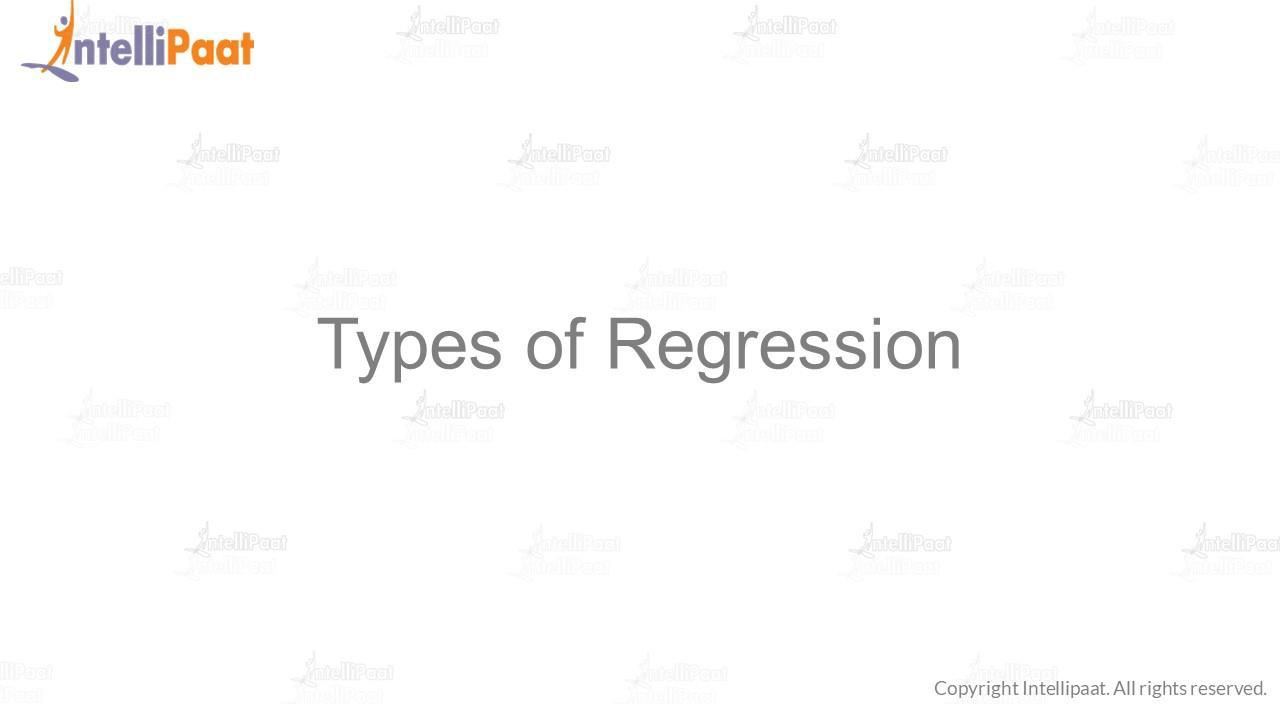 IntelliPaat
Types of Regression
Copyright Intellipaat. All rights reserved.